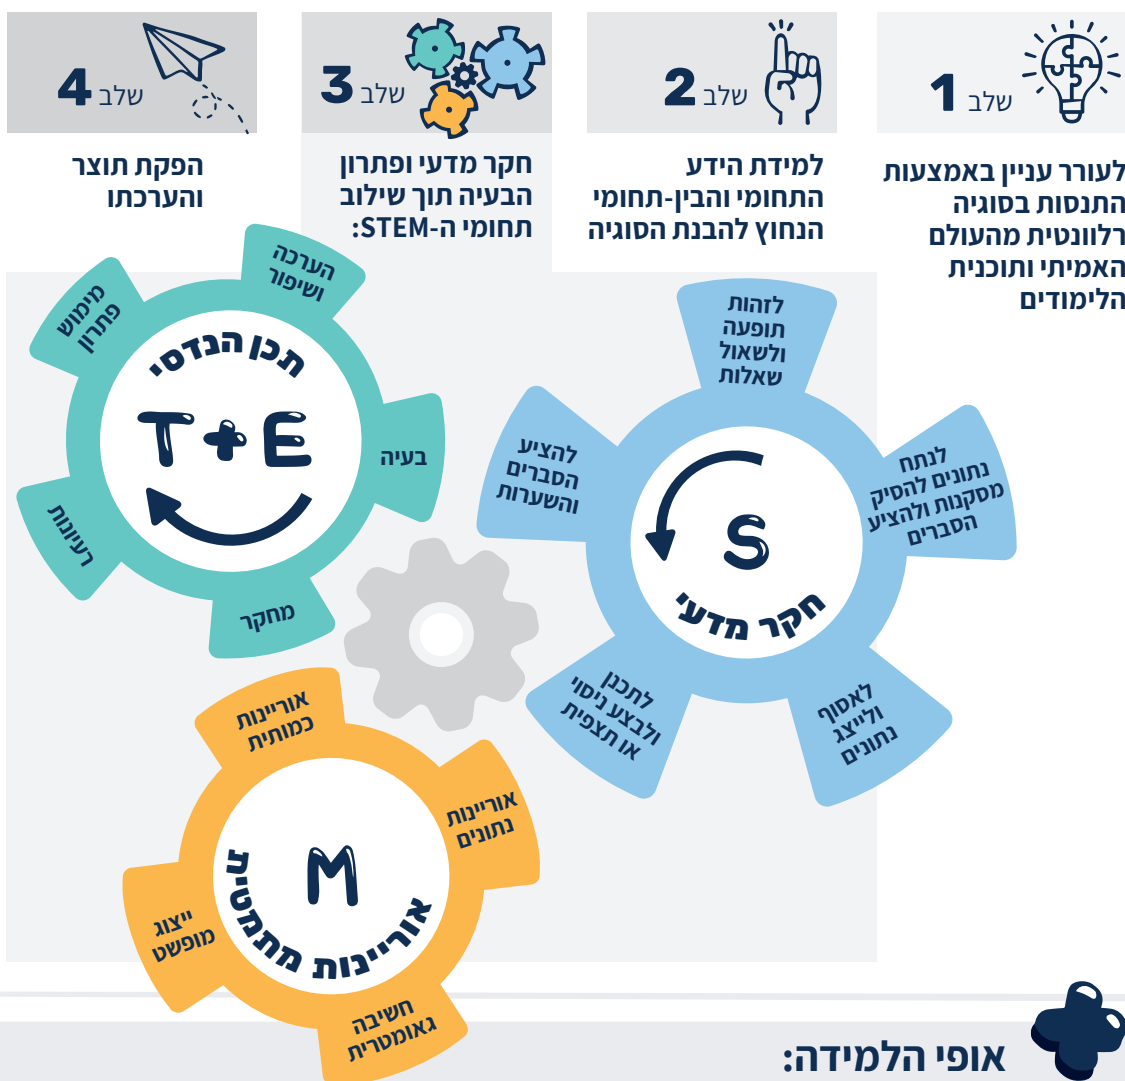 שלב 1
לעורר עניין באמצעות
התנסות בסוגיה
רלוונטית מהעולם
האמיתי ותוכנית
הלימודים
שלב 2
למידת הידע
התחומי והבין-תחומי
הנחוץ להבנת הסוגיה
שלב 3
חקר מדעי ופתרון
הבעיה תוך שילוב
תחומי ה-STEM:
שלב 4
הפקת תוצר
והערכתו
S
חקר מדעי
לזהות
תופעה
ולשאול
שאלות
להציע
הסברים
והשערות
לתכנן
ולבצע ניסוי
או תצפית
לאסוף
ולייצג
נתונים
לנתח
נתונים להסיק
מסקנות ולהציע
הסברים
תכן הנדסי
T+E
בעיה
מחקר
רעיונות
מימוש
פתרון
הערכה
ושיפור
M
אוריינות מתמטית
אוריינות
כמותית
אוריינות
נתונים
חשיבה
גאומטרית
ייצוג
מופשט
אופי הלמידה: